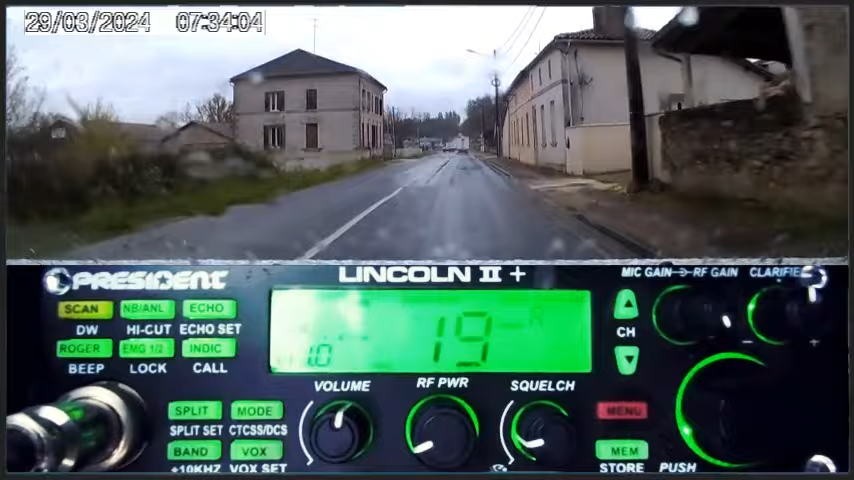 29/03/2024 07:34:04
PRESIDENT LINCOLN II + MIC GAIN RF GAIN CLARIFIER
SCAN NB/ANL ECHO
DW HI-CUT ECHO SET
ROGER EMG 1/2 INDIC
BEEP LOCK CALL
19
1.0
CH
VOLUME RF PWR SQUELCH
SPLIT MODE MENU
SPLIT SET CTCSS/DCS
BAND VOX MEM
+10KHZ VOX SET STORE PUSH